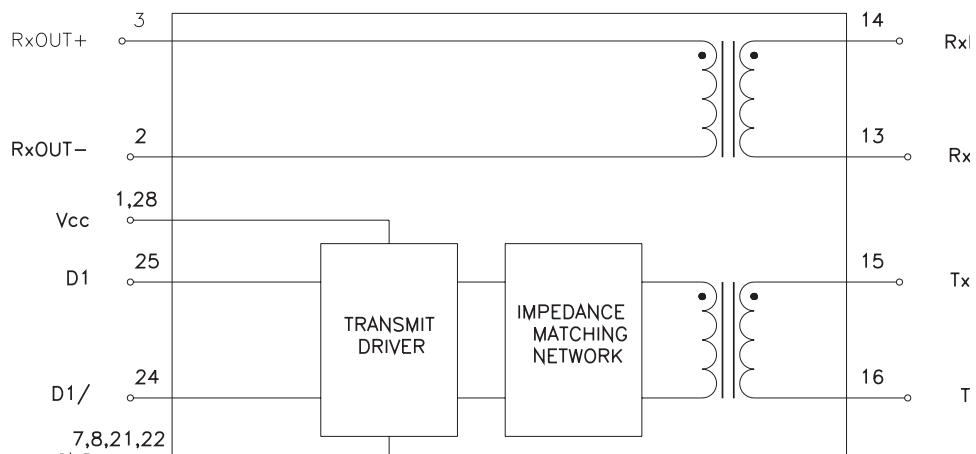 3
14
RxOUT+
2
13
RxOUT−
1,28
Vcc
25
15
D1
TRANSMIT
DRIVER
IMPEDANCE
MATCHING
NETWORK
24
16
D1/
7,8,21,22